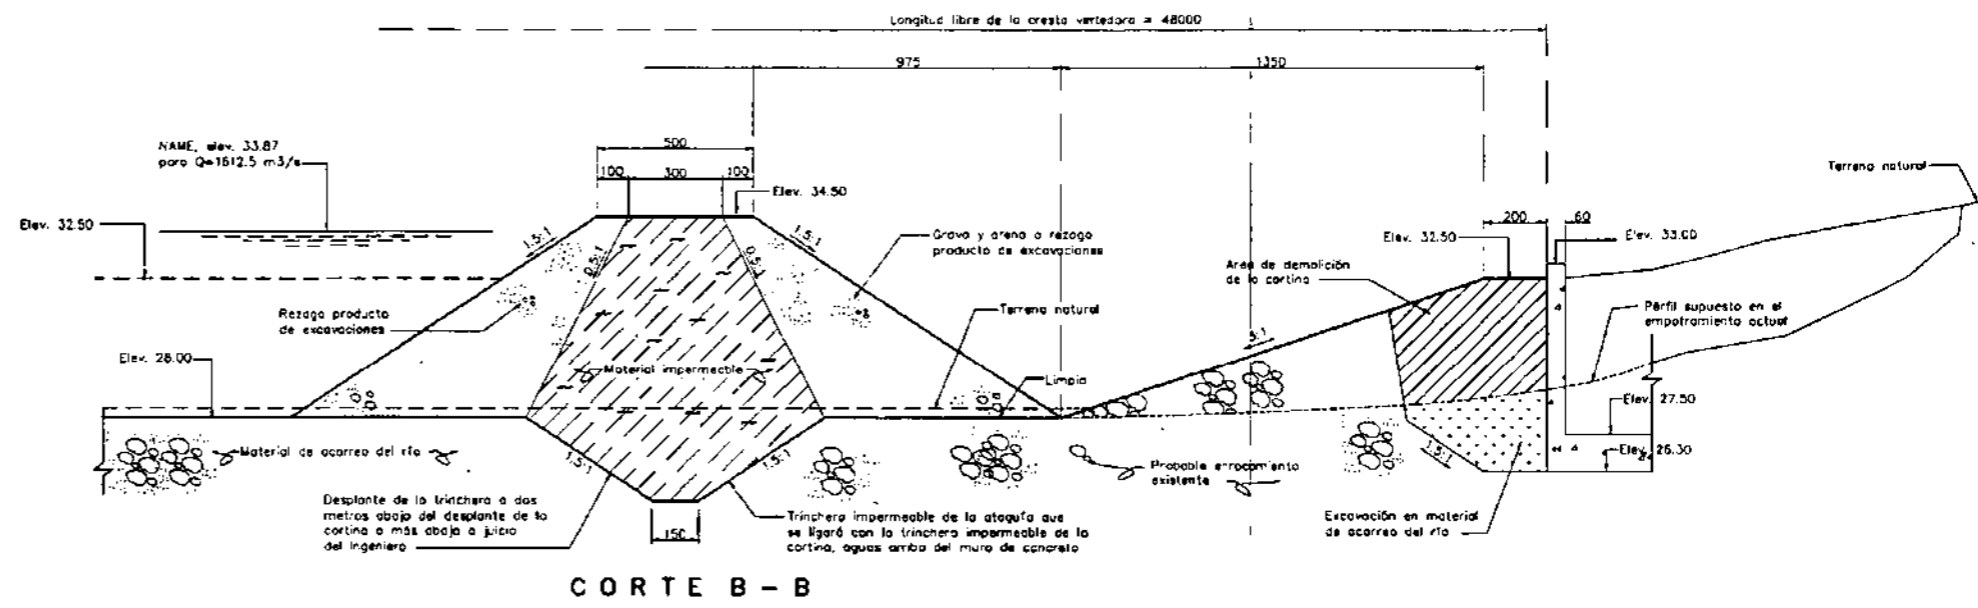 Longitud libre de la cresta vertedora = 48000
975
1350
500
100
300
100
NAME, elev. 33.87
para Q=1612.5 m3/s
Elev. 34.50
Elev. 32.50
1.5:1
0.5:1
0.5:1
1.5:1
Grava y arena o rezaga
producto de excavaciones
Rezaga producto
de excavaciones
Terreno natural
Elev. 28.00
Material impermeable
Limpia
Material de acarreo del río
1.5:1
1.5:1
Desplante de la trinchera a dos
metros abajo del desplante de la
cortina o más abajo a juicio
del Ingeniero
150
Trinchera impermeable de la ataguía que
se ligará con la trinchera impermeable de la
cortina, aguas arriba del muro de concreto
Probable enrocamiento
existente
5:1
Area de demolición
de la cortina
Elev. 32.50
200
60
Elev. 33.00
Terreno natural
Pérfil supuesto en el
empotramiento actual
Elev. 27.50
Elev. 26.30
1.5:1
Excavación en material
de acarreo del río
CORTE B-B